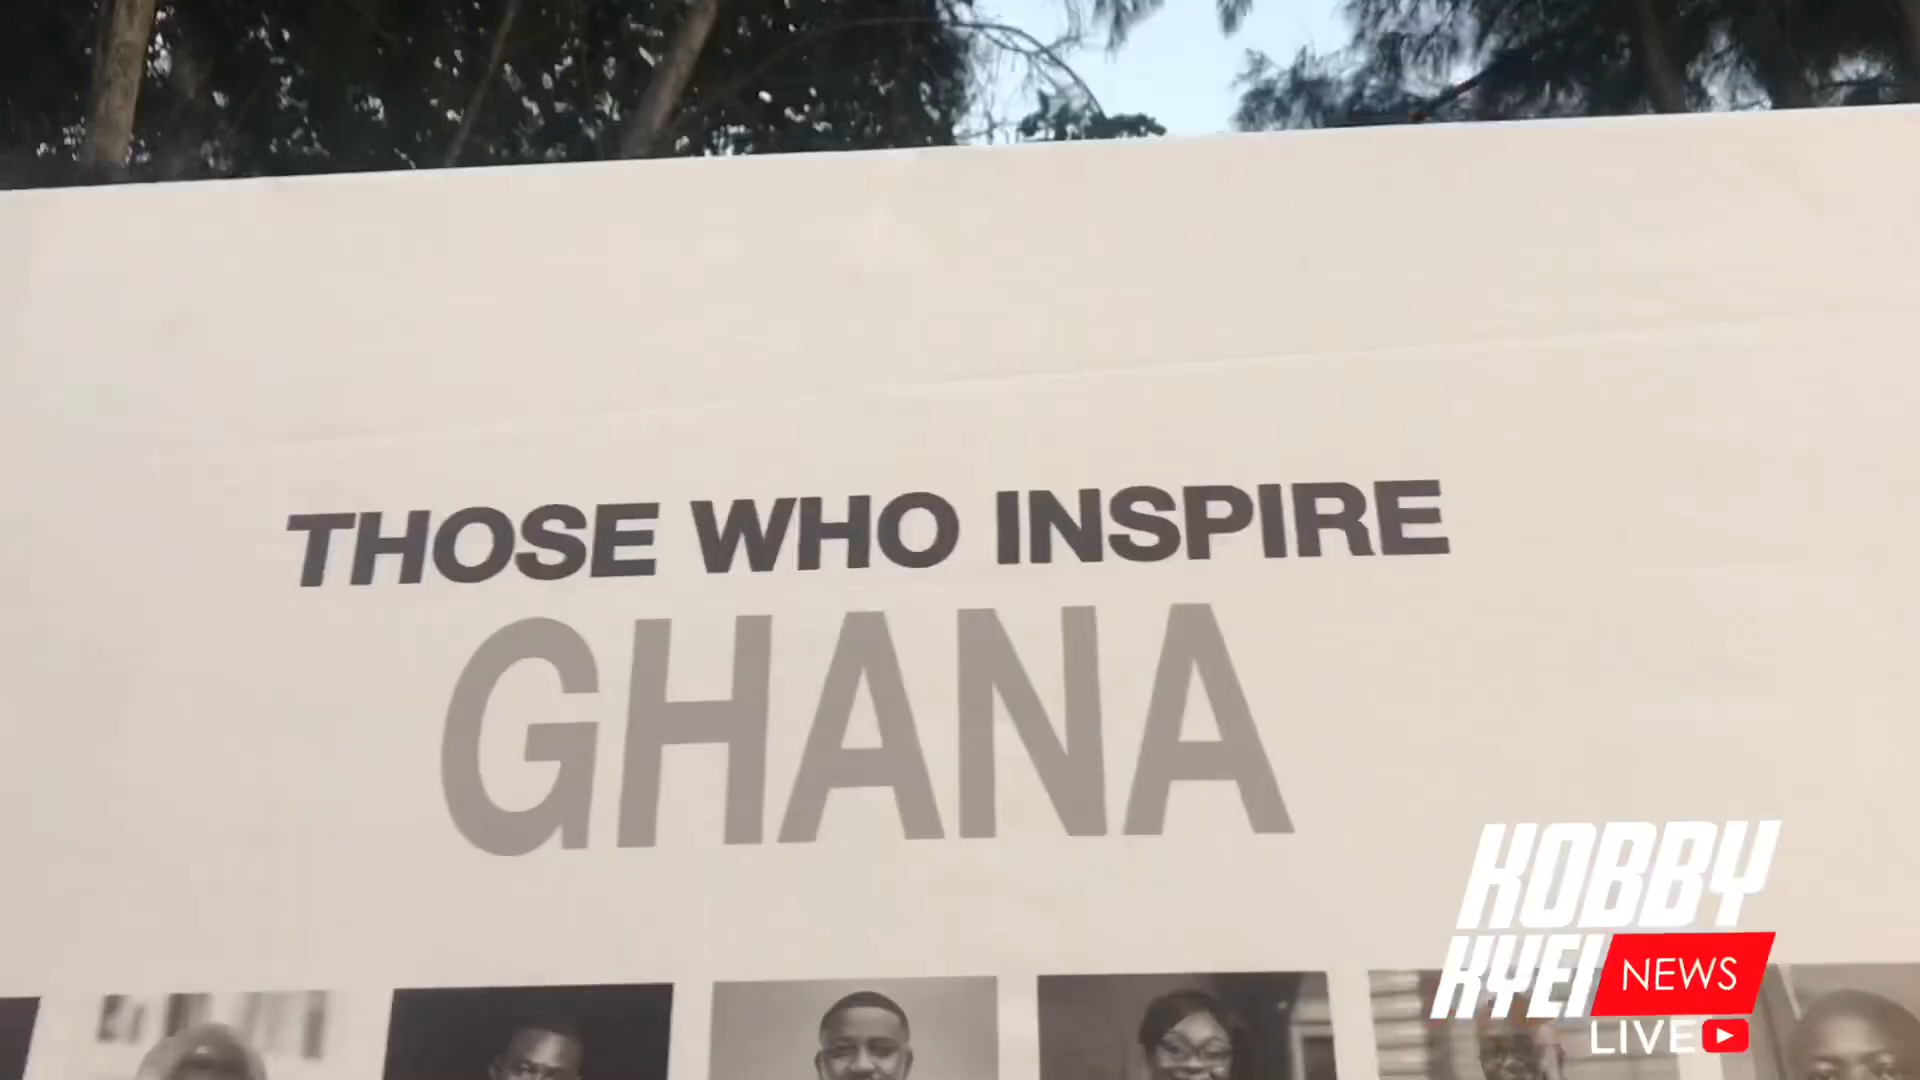 THOSE WHO INSPIRE
GHANA
KOBBY
KYEI NEWS
LIVE